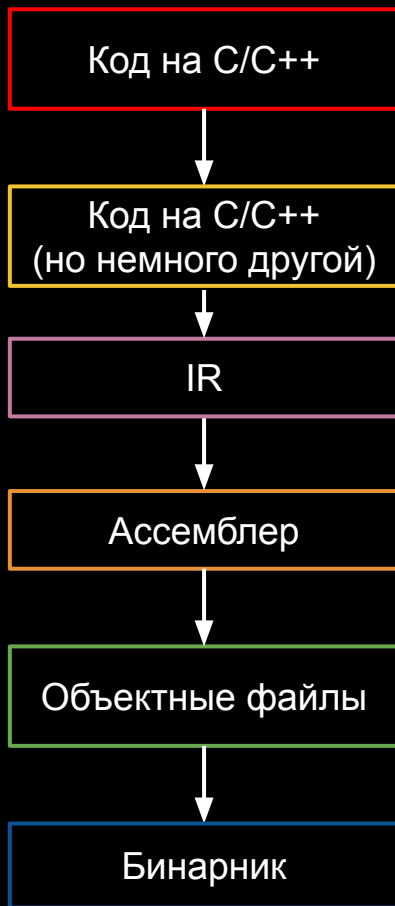 Код на C/C++
Код на C/C++
(но немного другой)
IR
Ассемблер
Объектные файлы
Бинарник